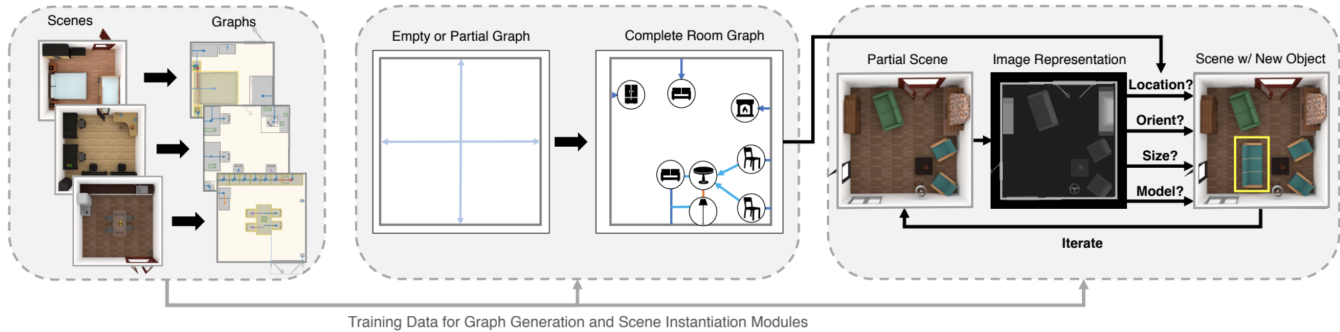 Scenes
Graphs
Empty or Partial Graph
Complete Room Graph
Partial Scene
Image Representation
Scene w/ New Object
Location?
Orient?
Size?
Model?
Iterate
Training Data for Graph Generation and Scene Instantiation Modules